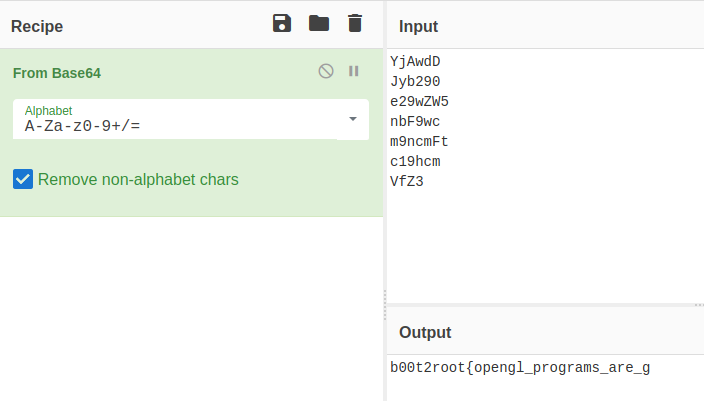 Recipe
From Base64
Alphabet
A-Za-z0-9+/=
Remove non-alphabet chars
Input
YjAwdD
Jyb290
e29wZW5
nbF9wc
m9ncmFt
c19hcm
VfZ3
Output
b00t2root{opengl_programs_are_g